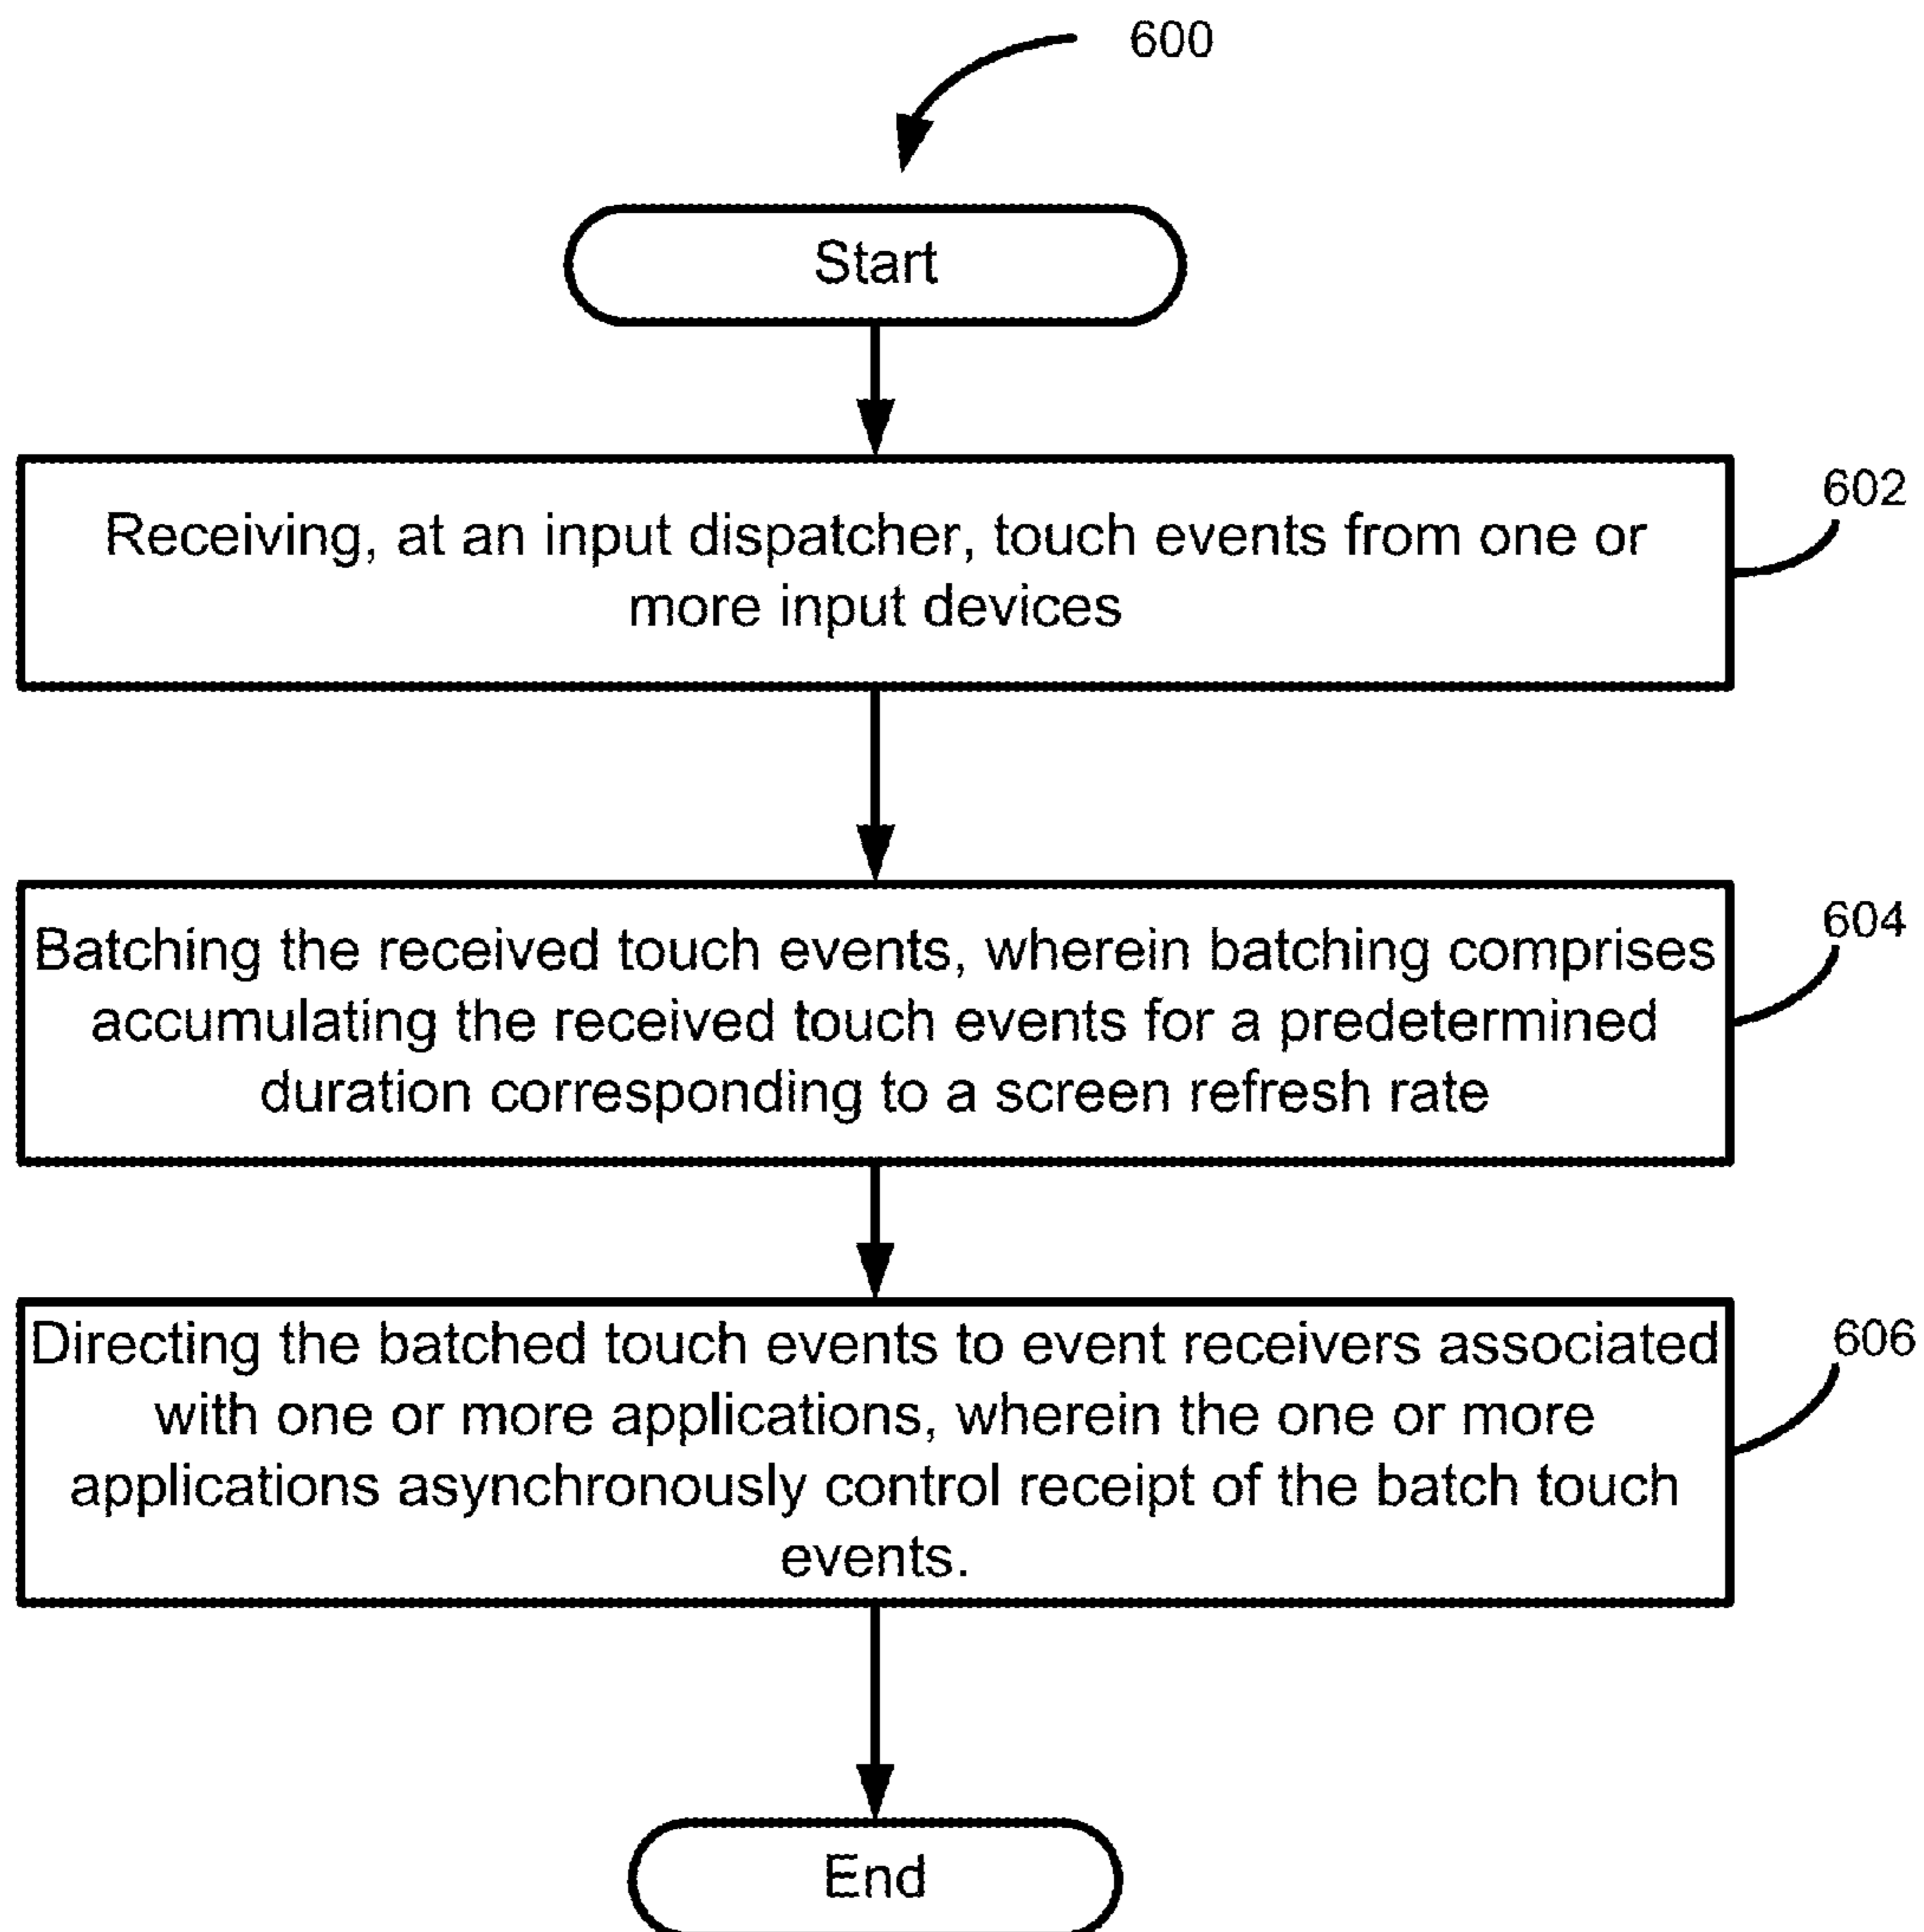 600
Start
602
Receiving, at an input dispatcher, touch events from one or
more input devices
604
Batching the received touch events, wherein batching comprises
accumulating the received touch events for a predetermined
duration corresponding to a screen refresh rate
606
Directing the batched touch events to event receivers associated
with one or more applications, wherein the one or more
applications asynchronously control receipt of the batch touch
events.
End